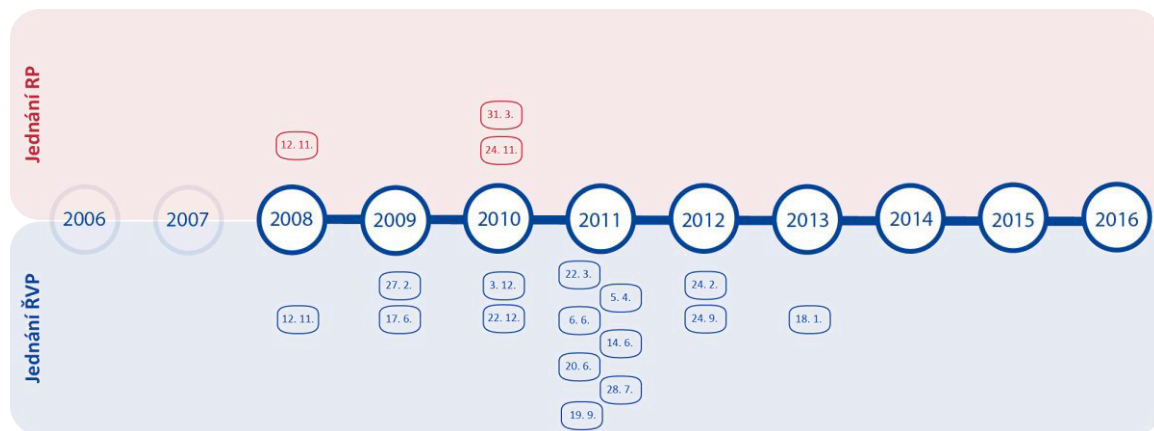 Jednání RP
31. 3.
12. 11.
24. 11.
2006 2007 2008 2009 2010 2011 2012 2013 2014 2015 2016
Jednání ŘVP
22. 3.
27. 2. 3. 12. 24. 2.
5. 4.
12. 11. 17. 6. 22. 12. 6. 6. 24. 9. 18. 1.
14. 6.
20. 6.
28. 7.
19. 9.